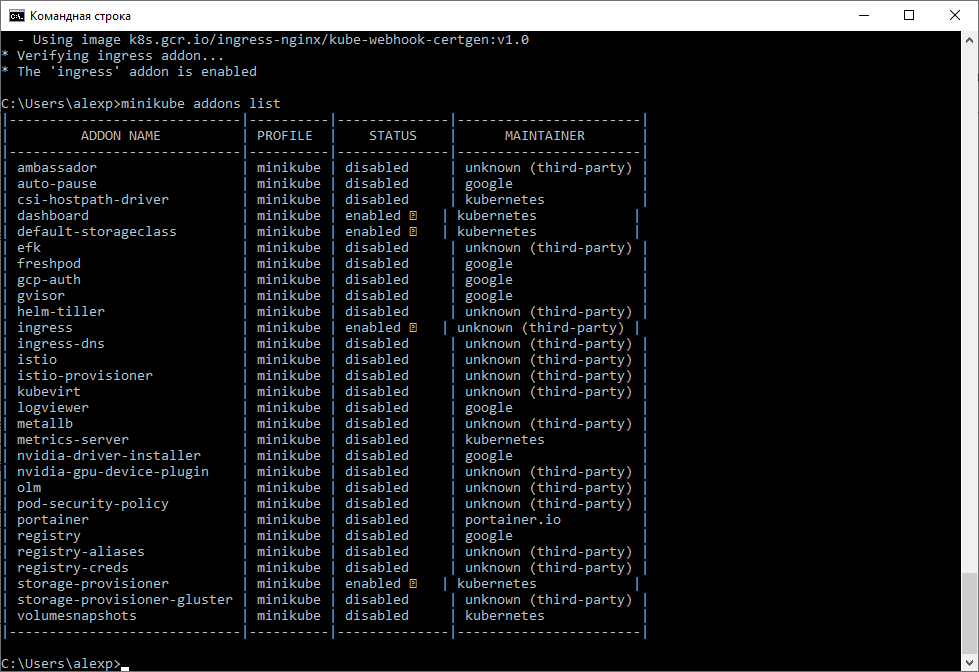 Командная строка
- Using image k8s.gcr.io/ingress-nginx/kube-webhook-certgen:v1.0
* Verifying ingress addon...
* The 'ingress' addon is enabled
C:\Users\alexp>minikube addons list
|-----------------------------|----------|--------------|-----------------------|
| ADDON NAME | PROFILE | STATUS | MAINTAINER |
|-----------------------------|----------|--------------|-----------------------|
| ambassador | minikube | disabled | unknown (third-party) |
| auto-pause | minikube | disabled | google |
| csi-hostpath-driver | minikube | disabled | kubernetes |
| dashboard | minikube | enabled | kubernetes |
| default-storageclass | minikube | enabled | kubernetes |
| efk | minikube | disabled | unknown (third-party) |
| freshpod | minikube | disabled | google |
| gcp-auth | minikube | disabled | google |
| gvisor | minikube | disabled | google |
| helm-tiller | minikube | disabled | unknown (third-party) |
| ingress | minikube | enabled | unknown (third-party) |
| ingress-dns | minikube | disabled | unknown (third-party) |
| istio | minikube | disabled | unknown (third-party) |
| istio-provisioner | minikube | disabled | unknown (third-party) |
| kubevirt | minikube | disabled | unknown (third-party) |
| logviewer | minikube | disabled | google |
| metallb | minikube | disabled | unknown (third-party) |
| metrics-server | minikube | disabled | kubernetes |
| nvidia-driver-installer | minikube | disabled | google |
| nvidia-gpu-device-plugin | minikube | disabled | unknown (third-party) |
| olm | minikube | disabled | unknown (third-party) |
| pod-security-policy | minikube | disabled | unknown (third-party) |
| portainer | minikube | disabled | portainer.io |
| registry | minikube | disabled | google |
| registry-aliases | minikube | disabled | unknown (third-party) |
| registry-creds | minikube | disabled | unknown (third-party) |
| storage-provisioner | minikube | enabled | kubernetes |
| storage-provisioner-gluster | minikube | disabled | unknown (third-party) |
| volumesnapshots | minikube | disabled | kubernetes |
|-----------------------------|----------|--------------|-----------------------|
C:\Users\alexp>